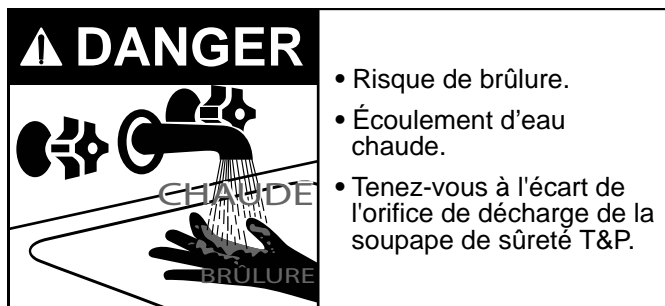 DANGER
CHAUDE
BRÛLURE
• Risque de brûlure.
• Écoulement d’eau
chaude.
• Tenez-vous à l'écart de
l'orifice de décharge de la
soupape de sûreté T&P.